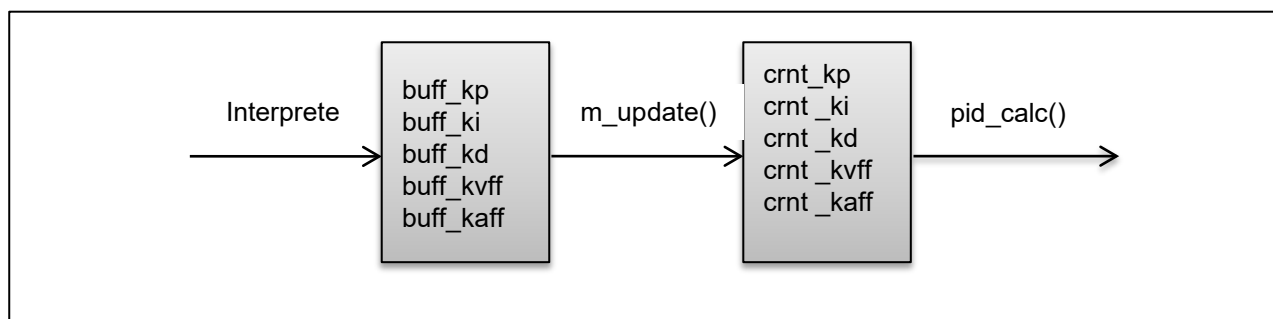 Interprete
buff_kp
buff_ki
buff_kd
buff_kvff
buff_kaff
m_update()
crnt_kp
crnt _ki
crnt _kd
crnt _kvff
crnt _kaff
pid_calc()